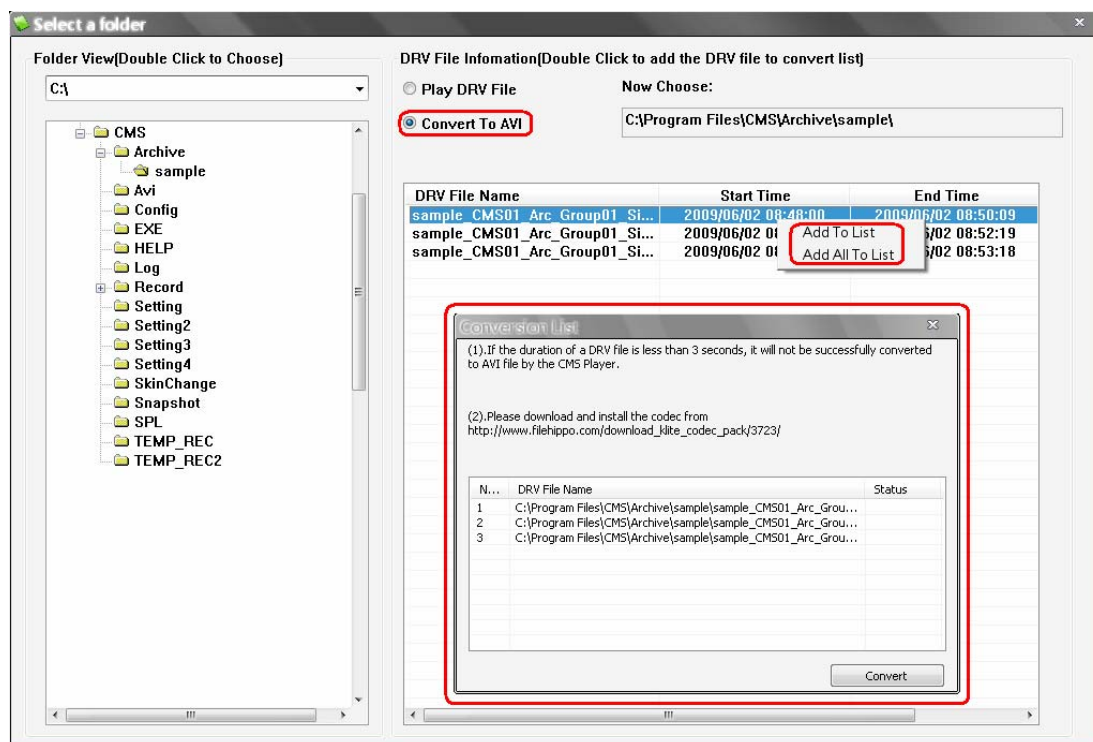 Select a folder
Folder View(Double Click to Choose)
C:\
CMS
Archive
sample
Avi
Config
EXE
HELP
Log
Record
Setting
Setting2
Setting3
Setting4
SkinChange
Snapshot
SPL
TEMP_REC
TEMP_REC2
DRV File Infomation(Double Click to add the DRV file to convert list)
Play DRV File
Now Choose:
Convert To AVI
C:\Program Files\CMS\Archive\sample\
DRV File Name Start Time End Time
sample_CMS01_Arc_Group01_Si... 2009/06/02 08:48:00 2009/06/02 08:50:09
sample_CMS01_Arc_Group01_Si... 2009/06/02 08:52:19
sample_CMS01_Arc_Group01_Si... 2009/06/02 08:53:18
Add To List
Add All To List
Conversion List
(1).If the duration of a DRV file is less than 3 seconds, it will not be successfully converted
to AVI file by the CMS Player.
(2).Please download and install the codec from
http://www.filehippo.com/download_klite_codec_pack/3723/
N... DRV File Name Status
1 C:\Program Files\CMS\Archive\sample\sample_CMS01_Arc_Grou...
2 C:\Program Files\CMS\Archive\sample\sample_CMS01_Arc_Grou...
3 C:\Program Files\CMS\Archive\sample\sample_CMS01_Arc_Grou...
Convert